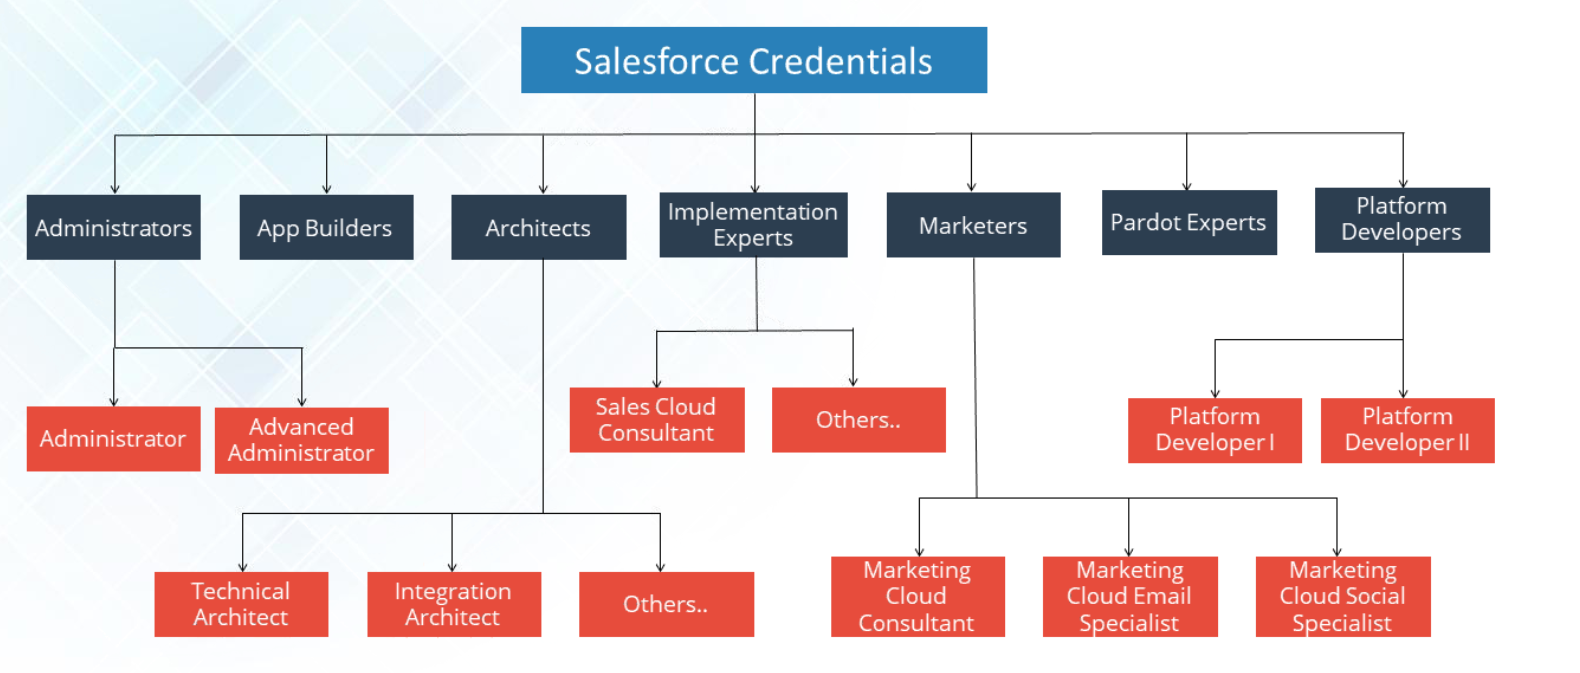 Salesforce Credentials
Administrators
App Builders
Architects
Implementation
Experts
Marketers
Pardot Experts
Platform
Developers
Administrator
Advanced
Administrator
Sales Cloud
Consultant
Others..
Platform
Developer I
Platform
Developer II
Technical
Architect
Integration
Architect
Others..
Marketing
Cloud
Consultant
Marketing
Cloud Email
Specialist
Marketing
Cloud Social
Specialist